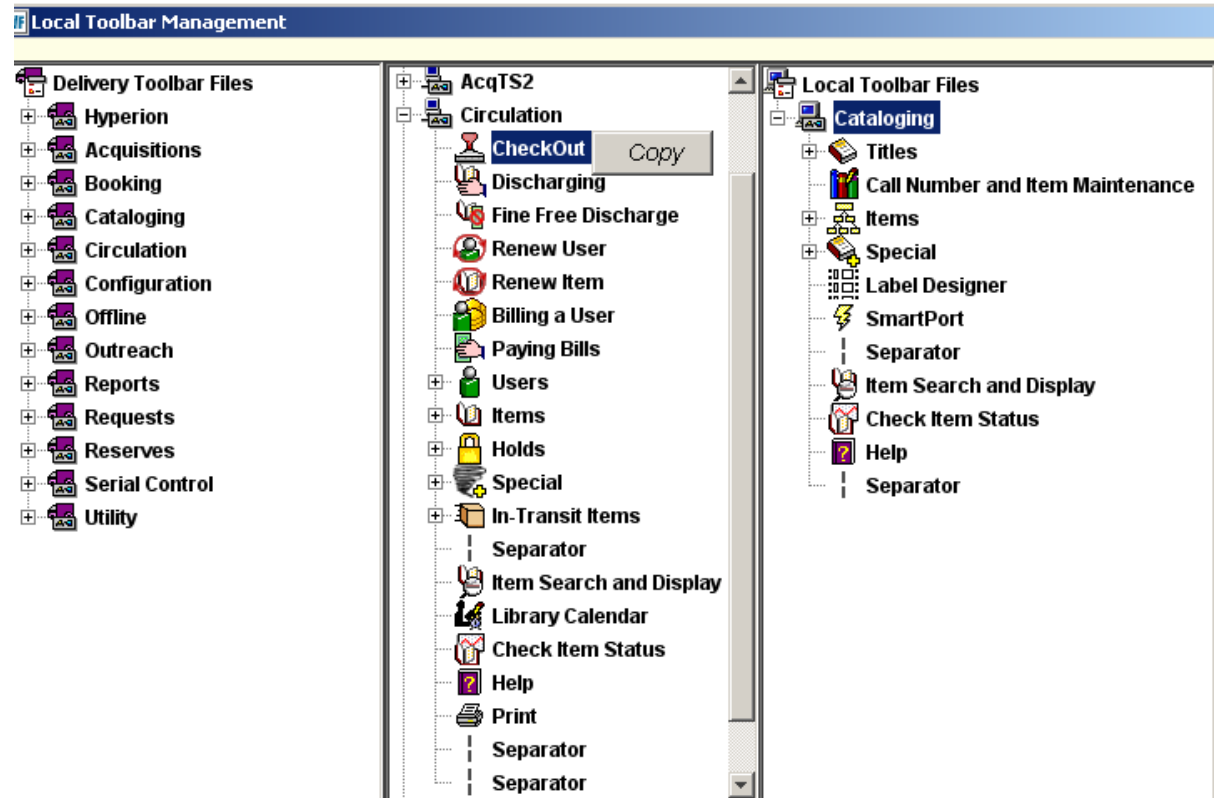 Local Toolbar Management
Delivery Toolbar Files
Hyperion
Acquisitions
Booking
Cataloging
Circulation
Configuration
Offline
Outreach
Reports
Requests
Reserves
Serial Control
Utility
AcqTS2
Circulation
CheckOut
Copy
Discharging
Fine Free Discharge
Renew User
Renew Item
Billing a User
Paying Bills
Users
Items
Holds
Special
In-Transit Items
Separator
Item Search and Display
Library Calendar
Check Item Status
Help
Print
Separator
Separator
Local Toolbar Files
Cataloging
Titles
Call Number and Item Maintenance
Items
Special
Label Designer
SmartPort
Separator
Item Search and Display
Check Item Status
Help
Separator